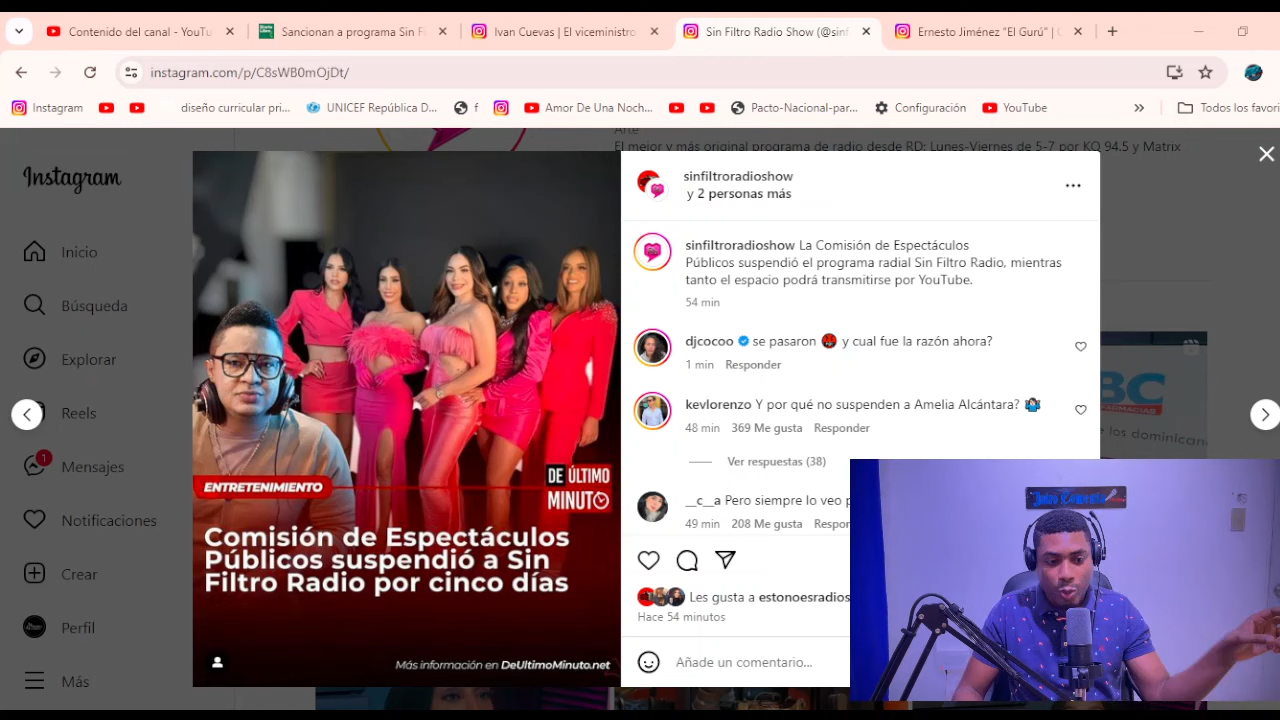 Contenido del canal - YouTu
Sancionan a programa Sin F
Ivan Cuevas | El viceministro
Sin Filtro Radio Show (@sinf
Ernesto Jiménez "El Gurú" |
instagram.com/p/C8sWB0mOjDt/
Instagram
diseño curricular pri...
UNICEF República D...
f
Amor De Una Noch...
Pacto-Nacional-par...
Configuración
YouTube
Todos los favori
Arte
El mejor y más original programa de radio desde RD: Lunes-Viernes de 5-7 por KQ 94.5 y Matrix
Instagram
Inicio
Búsqueda
Explorar
Reels
1
Mensajes
Notificaciones
Crear
Perfil
Más
DE ÚLTIMO
MINUTO
ENTRETENIMIENTO
Comisión de Espectáculos
Públicos suspendió a Sin
Filtro Radio por cinco días
Más información en DeUltimoMinuto.net
sinfiltroradioshow
y 2 personas más
sinfiltroradioshow La Comisión de Espectáculos
Públicos suspendió el programa radial Sin Filtro Radio, mientras
tanto el espacio podrá transmitirse por YouTube.
54 min
djcocoo se pasaron y cual fue la razón ahora?
1 min Responder
kevlorenzo Y por qué no suspenden a Amelia Alcántara?
48 min 369 Me gusta Responder
Ver respuestas (38)
__c__a Pero siempre lo veo p
49 min 208 Me gusta Respon
Les gusta a estonoesradios
Hace 54 minutos
Añade un comentario...
BC
FARMACIAS
los dominican